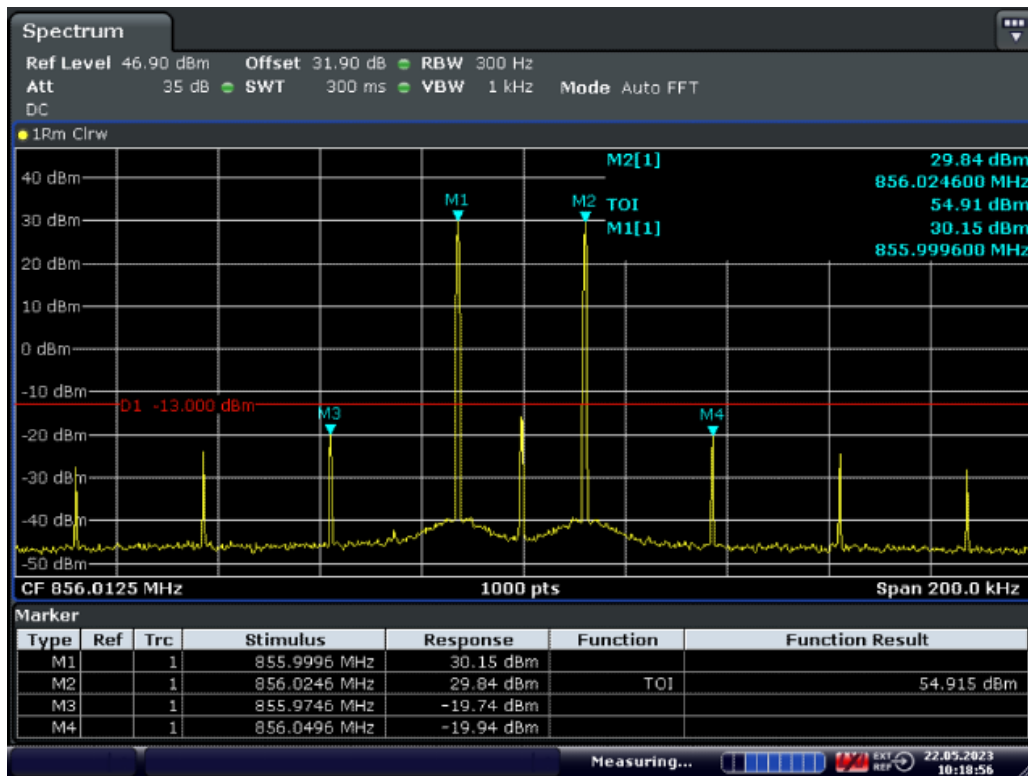 Spectrum
Ref Level 46.90 dBm Offset 31.90 dB RBW 300 Hz
Att 35 dB SWT 300 ms VBW 1 kHz Mode Auto FFT
DC
1Rm Clrw
M2[1] 29.84 dBm
856.024600 MHz
TOI 54.91 dBm
M1[1] 30.15 dBm
855.999600 MHz
40 dBm
M1 M2
30 dBm
20 dBm
10 dBm
0 dBm
-10 dBm
D1 -13.000 dBm
M3 M4
-20 dBm
-30 dBm
-40 dBm
-50 dBm
CF 856.0125 MHz 1000 pts Span 200.0 kHz
Marker
Type Ref Trc Stimulus Response Function Function Result
M1 1 855.9996 MHz 30.15 dBm
M2 1 856.0246 MHz 29.84 dBm TOI 54.915 dBm
M3 1 855.9746 MHz -19.74 dBm
M4 1 856.0496 MHz -19.94 dBm
Measuring... EXT REF 22.05.2023
10:18:56